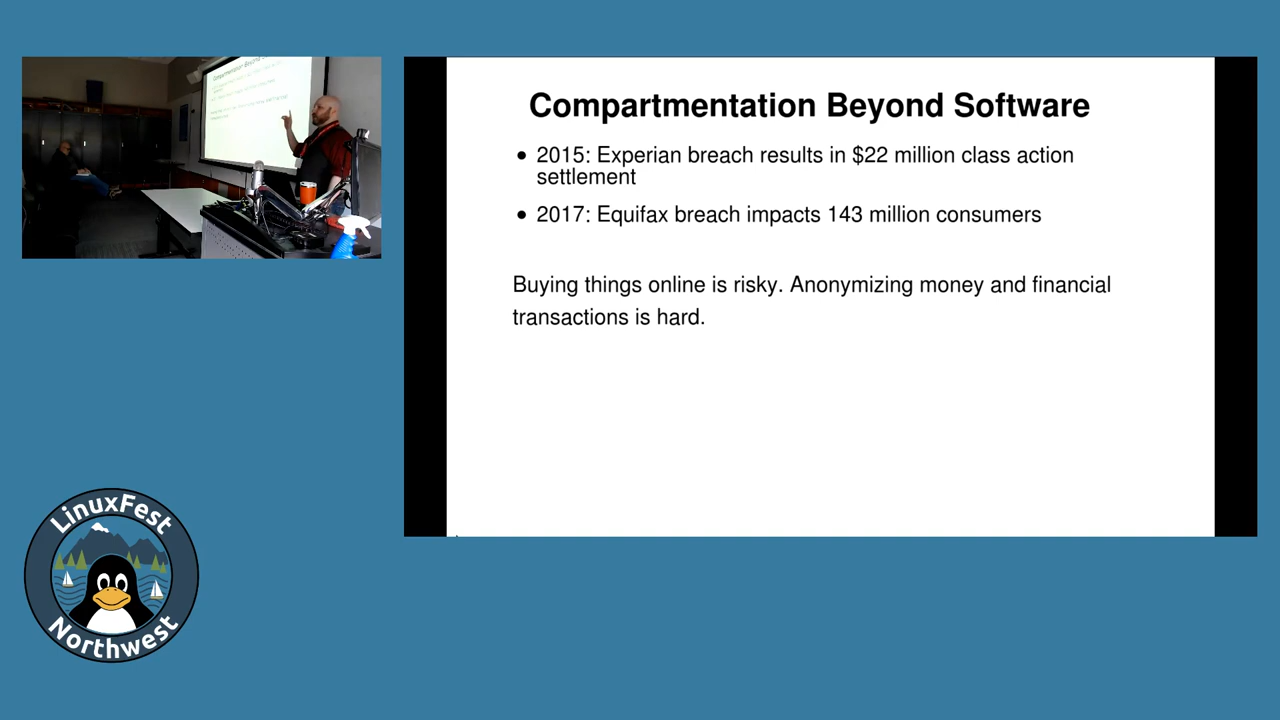 Compartmentation Beyond Software
• 2015: Experian breach results in $22 million class action
settlement
• 2017: Equifax breach impacts 143 million consumers
Buying things online is risky. Anonymizing money and financial
transactions is hard.
LinuxFest
Northwest